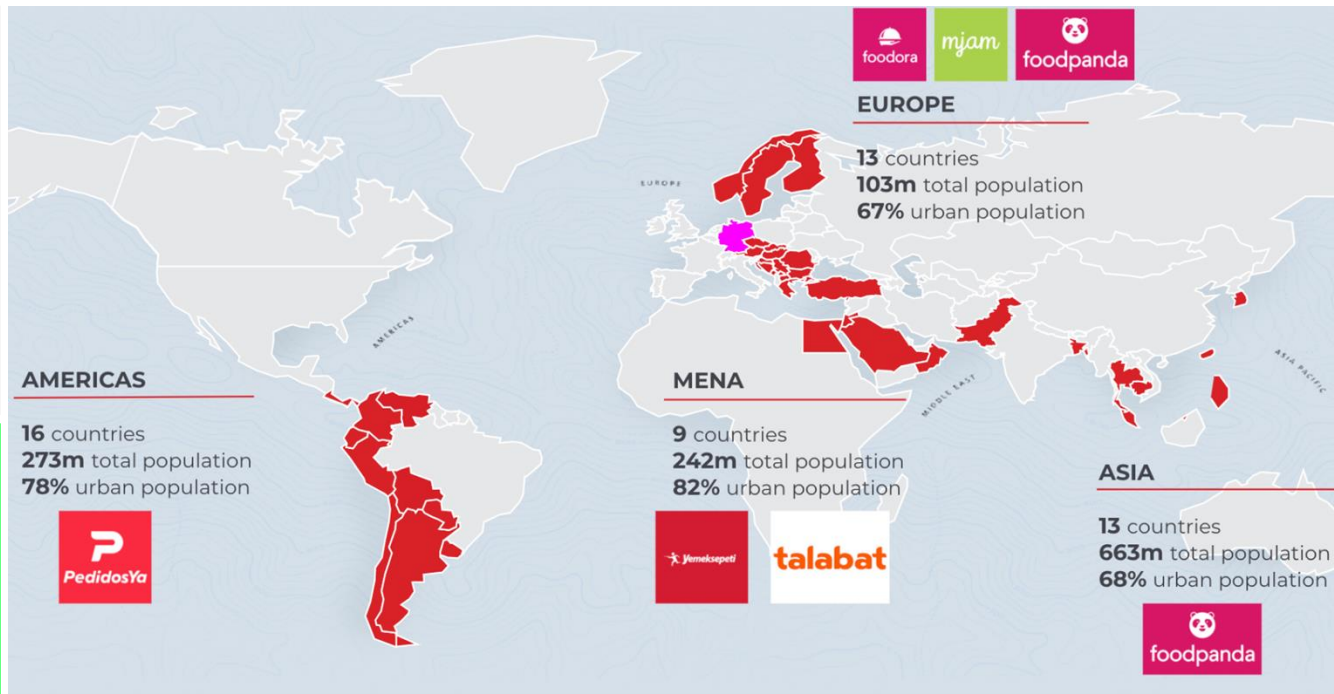 foodora
mjam
foodpanda
EUROPE
13 countries
103m total population
67% urban population
EUROPE
AMERICAS
ASIA PACIFIC
MIDDLE EAST
AMERICAS
16 countries
273m total population
78% urban population
PedidosYa
MENA
9 countries
242m total population
82% urban population
Yemeksepeti
talabat
ASIA
13 countries
663m total population
68% urban population
foodpanda